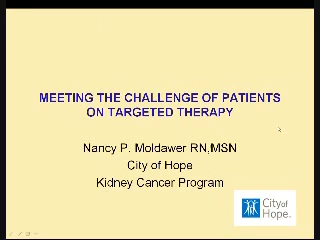 MEETING THE CHALLENGE OF PATIENTS
ON TARGETED THERAPY
Nancy P. Moldawer RN,MSN
City of Hope
Kidney Cancer Program
City of
Hope.